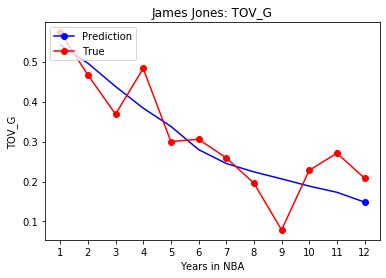 James Jones: TOV_G
Prediction
True
TOV_G
0.5
0.4
0.3
0.2
0.1
1 2 3 4 5 6 7 8 9 10 11 12
Years in NBA